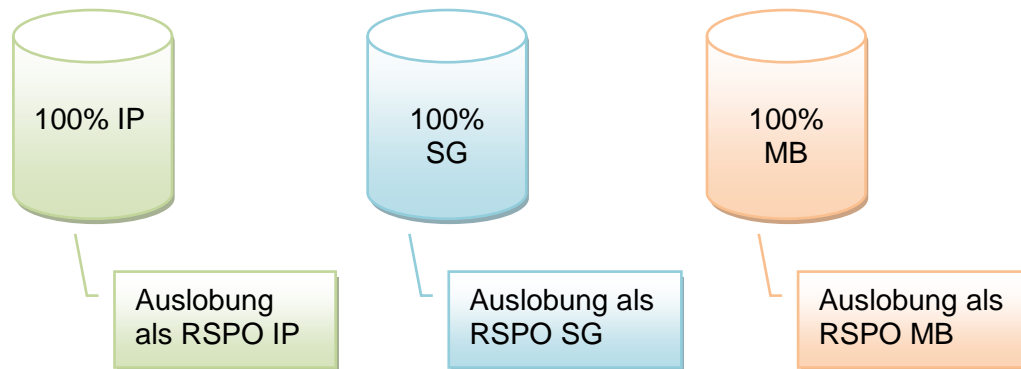 100% IP
100%
SG
100%
MB
Auslobung
als RSPO IP
Auslobung als
RSPO SG
Auslobung als
RSPO MB